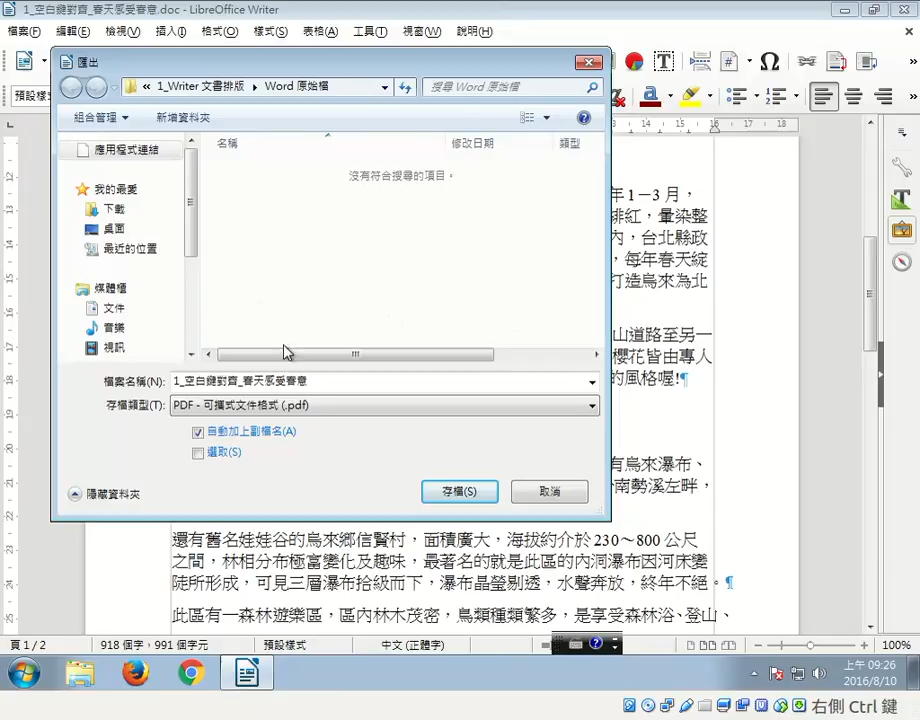 1_空白鍵對齊_春天感受春意.doc - LibreOffice Writer
檔案(F) 編輯(E) 檢視(V) 插入(I) 格式(O) 樣式(S) 表格(A) 工具(T) 視窗(W) 說明(H)
匯出
« 1_Writer 文書排版 Word 原始檔
搜尋 Word 原始檔
組合管理 新增資料夾
名稱 修改日期 類型
應用程式連結
沒有符合搜尋的項目。
我的最愛
下載
桌面
最近的位置
媒體櫃
文件
音樂
視訊
檔案名稱(N): 1_空白鍵對齊_春天感受春意
存檔類型(T): PDF - 可攜式文件格式 (.pdf)
自動加上副檔名(A)
選取(S)
隱藏資料夾
存檔(S) 取消
預設樣
14 15 16 17 18
年 1－3 月，
緋紅，暈染整
內，台北縣政
，每年春天綻
打造烏來為北
山道路至另一
櫻花皆由專人
的風格喔!¶
有烏來瀑布、
南勢溪左畔，
還有舊名娃娃谷的烏來鄉信賢村，面積廣大，海拔約介於 230～800 公尺
之間，林相分布極富變化及趣味，最著名的就是此區的內洞瀑布因河床變
陡所形成，可見三層瀑布拾級而下，瀑布晶瑩剔透，水聲奔放，終年不絕。¶
此區有一森林遊樂區，區內林木茂密，鳥類種類繁多，是享受森林浴、登山、
頁 1 / 2 918 個字，991 個字元 預設樣式 中文 (正體字) 100%
上午 09:26
2016/8/10
右側 Ctrl 鍵